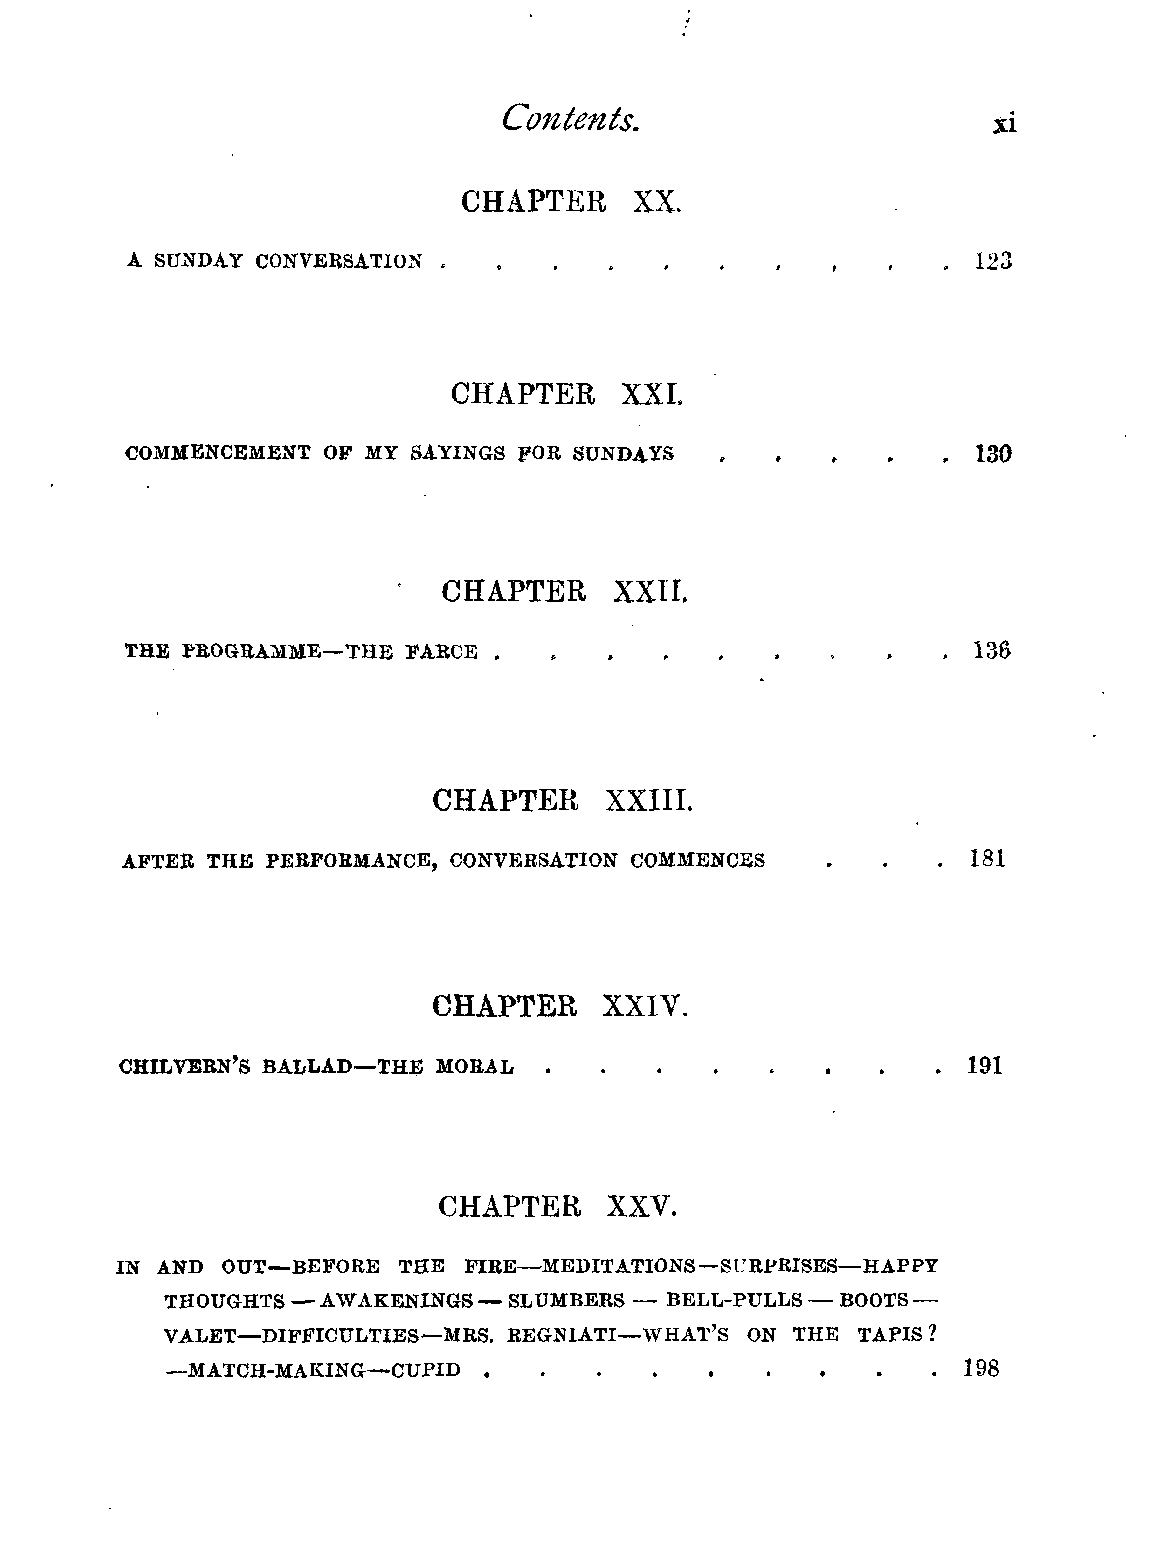 Contents. xi
CHAPTER XX.
A SUNDAY CONVERSATION . . . . . . . . . . 123
CHAPTER XXI.
COMMENCEMENT OF MY SAYINGS FOR SUNDAYS . . . . . 130
CHAPTER XXII.
THE PROGRAMME—THE FARCE . . . . . . . . . 136
CHAPTER XXIII.
AFTER THE PERFORMANCE, CONVERSATION COMMENCES . . . 181
CHAPTER XXIV.
CHILVERN'S BALLAD—THE MORAL . . . . . . . . 191
CHAPTER XXV.
IN AND OUT—BEFORE THE FIRE—MEDITATIONS—SURPRISES—HAPPY
THOUGHTS — AWAKENINGS — SLUMBERS — BELL-PULLS — BOOTS —
VALET—DIFFICULTIES—MRS. REGNIATI—WHAT'S ON THE TAPIS?
—MATCH-MAKING—CUPID . . . . . . . . . 198